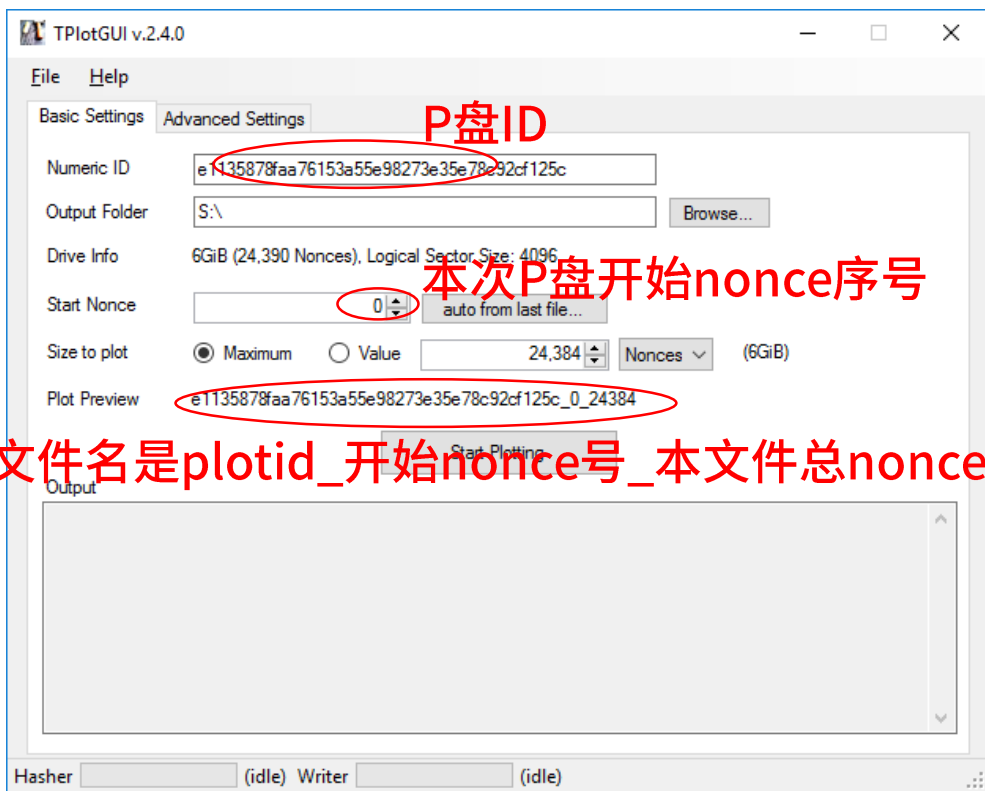 TPlotGUI v.2.4.0
File Help
Basic Settings Advanced Settings
P盘ID
Numeric ID e1135878faa76153a55e98273e35e78c92cf125c
Output Folder S:\ Browse...
Drive Info 6GiB (24,390 Nonces), Logical Sector Size: 4096
本次P盘开始nonce序号
Start Nonce 0 auto from last file...
Size to plot Maximum Value 24,384 Nonces (6GiB)
Plot Preview e1135878faa76153a55e98273e35e78c92cf125c_0_24384
Start Plotting
文件名是plotid_开始nonce号_本文件总nonce
Output
Hasher (idle) Writer (idle)